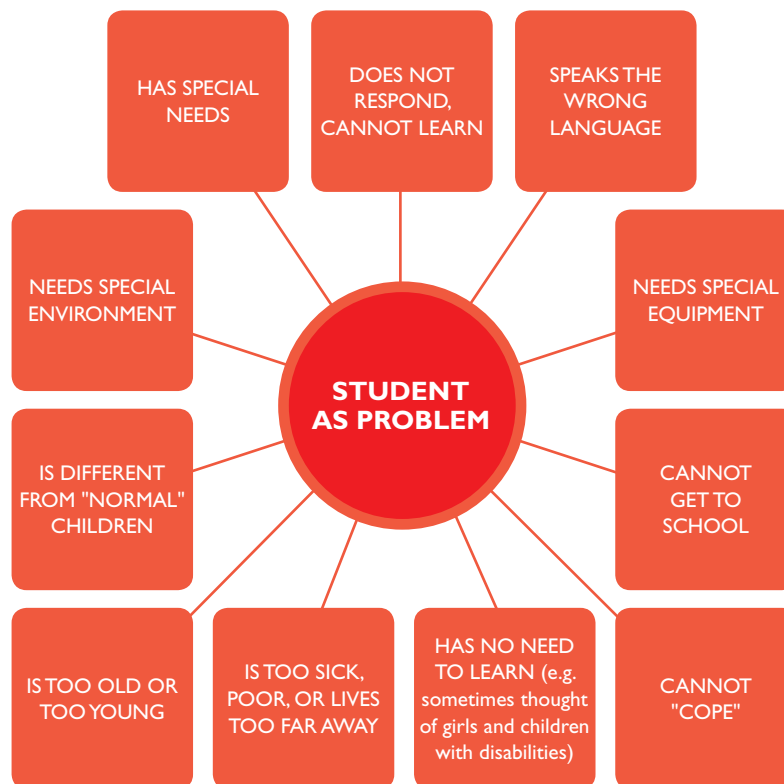 HAS SPECIAL
NEEDS
DOES NOT
RESPOND,
CANNOT LEARN
SPEAKS THE
WRONG
LANGUAGE
NEEDS SPECIAL
ENVIRONMENT
NEEDS SPECIAL
EQUIPMENT
STUDENT
AS PROBLEM
IS DIFFERENT
FROM "NORMAL"
CHILDREN
CANNOT
GET TO
SCHOOL
IS TOO OLD OR
TOO YOUNG
IS TOO SICK,
POOR, OR LIVES
TOO FAR AWAY
HAS NO NEED
TO LEARN (e.g.
sometimes thought
of girls and children
with disabilities)
CANNOT
"COPE"